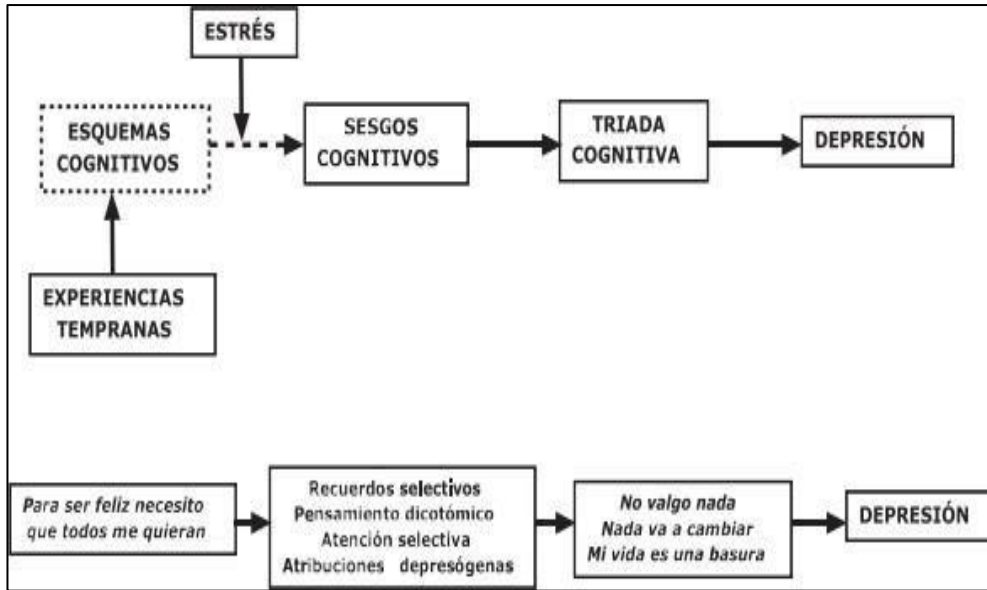 ESTRÉS
ESQUEMAS
COGNITIVOS
SESGOS
COGNITIVOS
TRIADA
COGNITIVA
DEPRESIÓN
EXPERIENCIAS
TEMPRANAS
Para ser feliz necesito
que todos me quieran
Recuerdos selectivos
Pensamiento dicotómico
Atención selectiva
Atribuciones depresógenas
No valgo nada
Nada va a cambiar
Mi vida es una basura
DEPRESIÓN